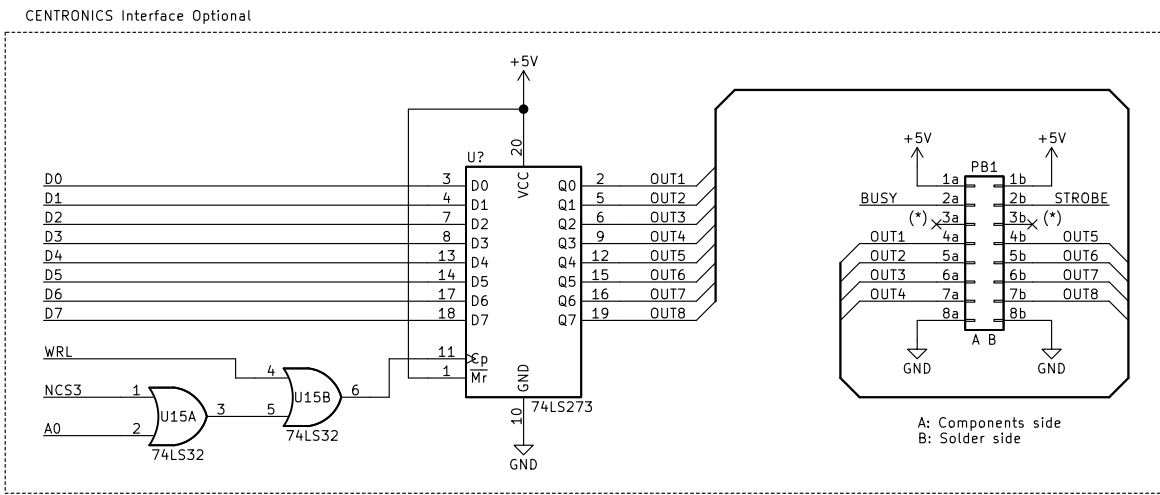 CENTRONICS Interface Optional
+5V
U?
20
VCC
D0 3 D0 Q0 2 OUT1
D1 4 D1 Q1 5 OUT2
D2 7 D2 Q2 6 OUT3
D3 8 D3 Q3 9 OUT4
D4 13 D4 Q4 12 OUT5
D5 14 D5 Q5 15 OUT6
D6 17 D6 Q6 16 OUT7
D7 18 D7 Q7 19 OUT8
WRL 11 Cp
1 Mr
GND
10
74LS273
GND
4
5
U15B
6
74LS32
NCS3 1
A0 2
U15A
3
74LS32
+5V +5V
PB1
1a 1b
BUSY 2a 2b STROBE
(*) 3a 3b (*)
OUT1 4a 4b OUT5
OUT2 5a 5b OUT6
OUT3 6a 6b OUT7
OUT4 7a 7b OUT8
8a 8b
A B
GND GND
A: Components side
B: Solder side